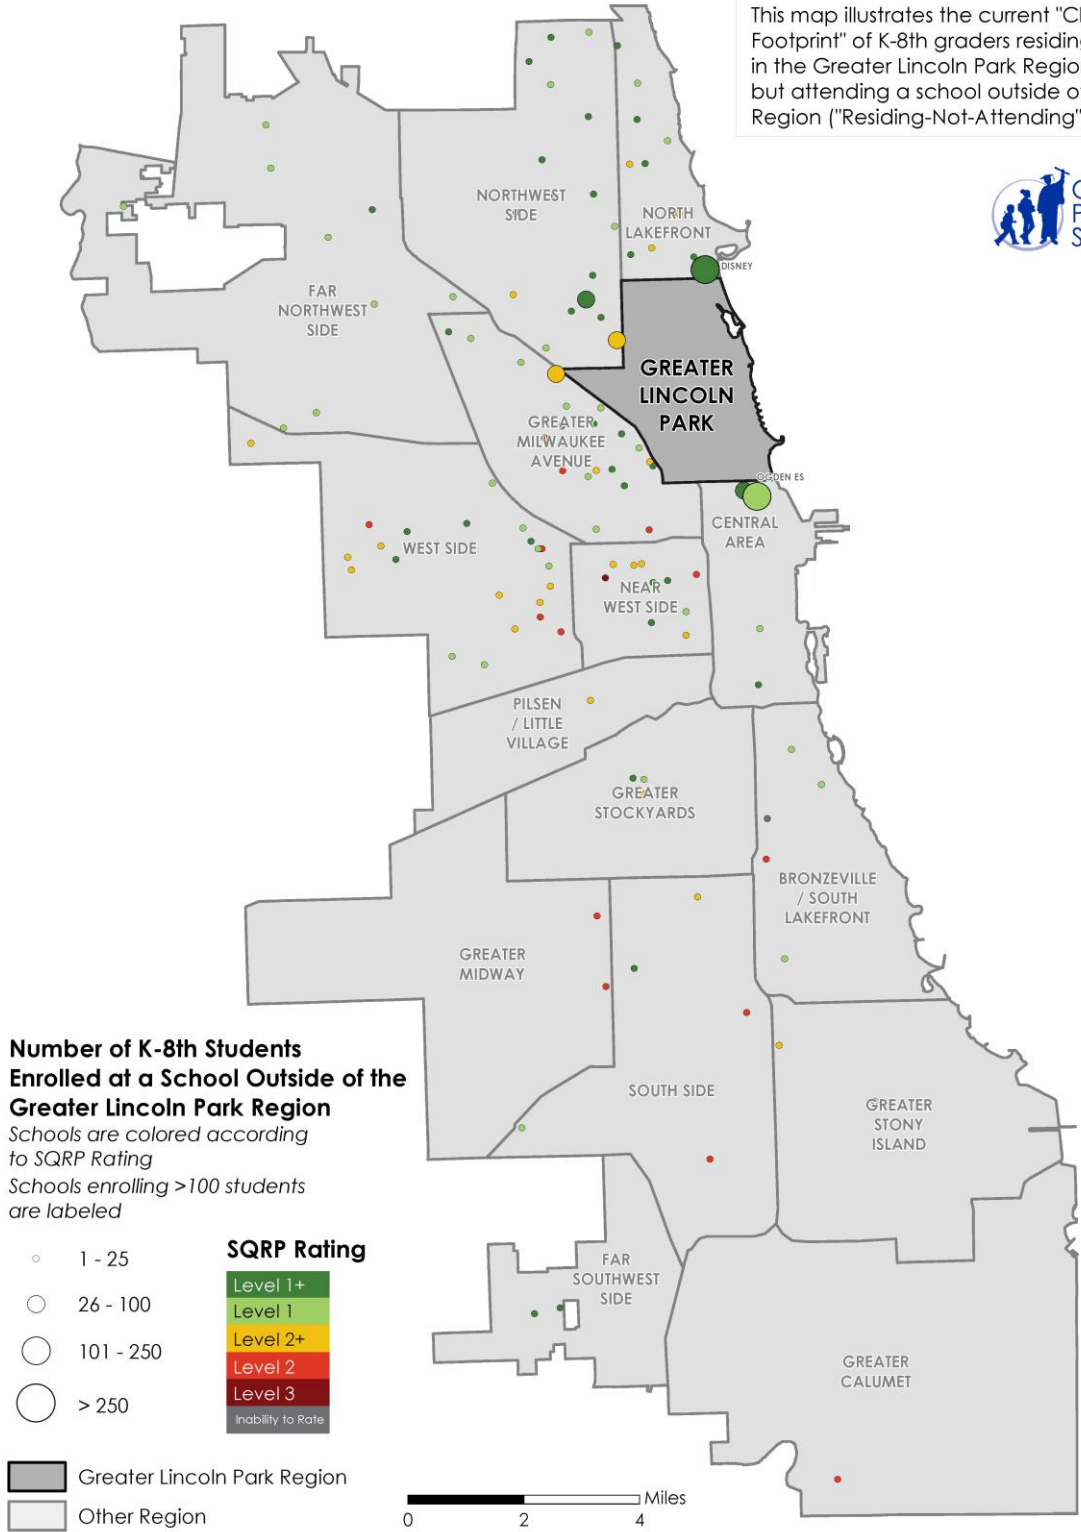 This map illustrates the current "C
Footprint" of K-8th graders residing
in the Greater Lincoln Park Region
but attending a school outside of
Region ("Residing-Not-Attending"
NORTHWEST
SIDE
NORTH
LAKEFRONT
DISNEY
FAR
NORTHWEST
SIDE
GREATER
LINCOLN
PARK
GREATER
MILWAUKEE
AVENUE
OGDEN ES
CENTRAL
AREA
WEST SIDE
NEAR
WEST SIDE
PILSEN
/ LITTLE
VILLAGE
GREATER
STOCKYARDS
BRONZEVILLE
/ SOUTH
LAKEFRONT
GREATER
MIDWAY
SOUTH SIDE
GREATER
STONY
ISLAND
FAR
SOUTHWEST
SIDE
GREATER
CALUMET
Number of K-8th Students
Enrolled at a School Outside of the
Greater Lincoln Park Region
Schools are colored according
to SQRP Rating
Schools enrolling >100 students
are labeled
1 - 25
26 - 100
101 - 250
> 250
SQRP Rating
Level 1+
Level 1
Level 2+
Level 2
Level 3
Inability to Rate
Greater Lincoln Park Region
Other Region
Miles
0 2 4